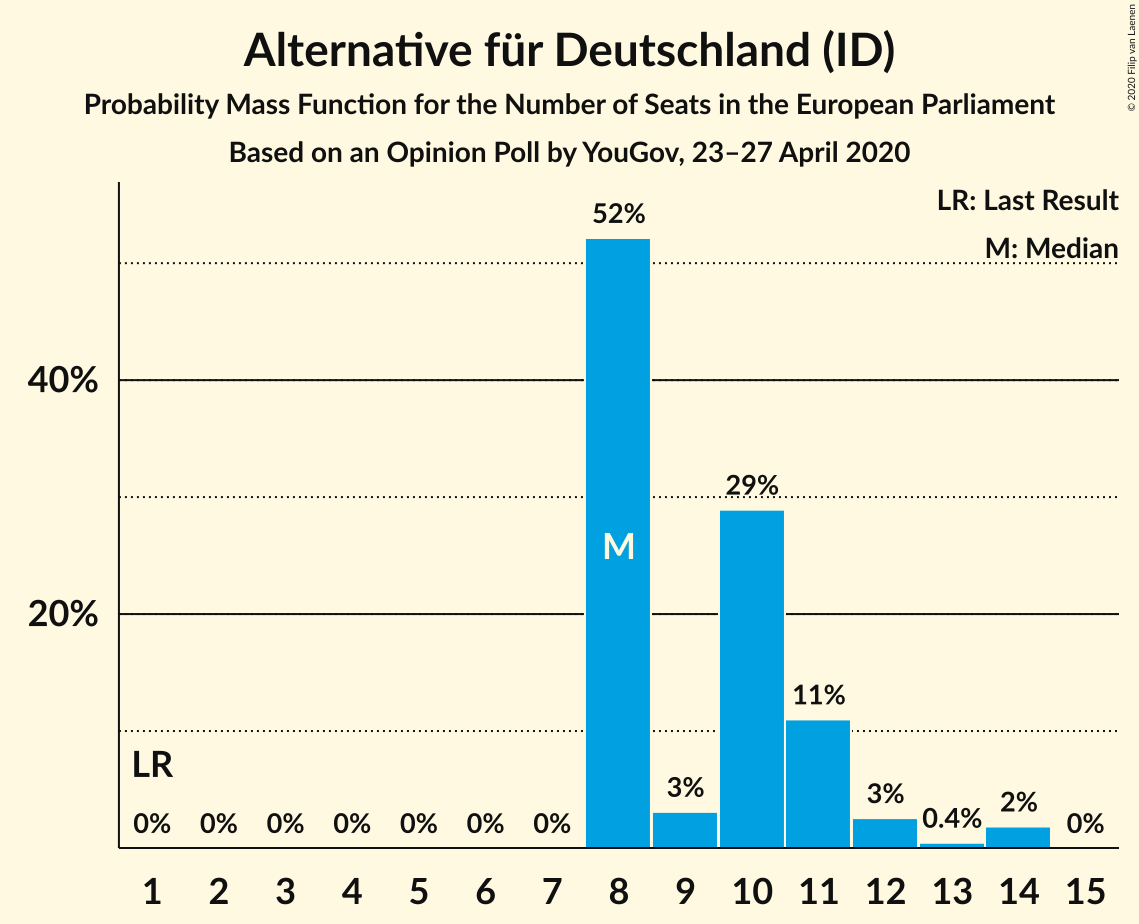 Alternative für Deutschland (ID)
Probability Mass Function for the Number of Seats in the European Parliament
Based on an Opinion Poll by YouGov, 23–27 April 2020
© 2020 Filip van Laenen
LR: Last Result
M: Median
52%
40%
29%
M
20%
11%
LR
3%
3%
2%
0.4%
0% 0% 0% 0% 0% 0% 0% 0%
1 2 3 4 5 6 7 8 9 10 11 12 13 14 15